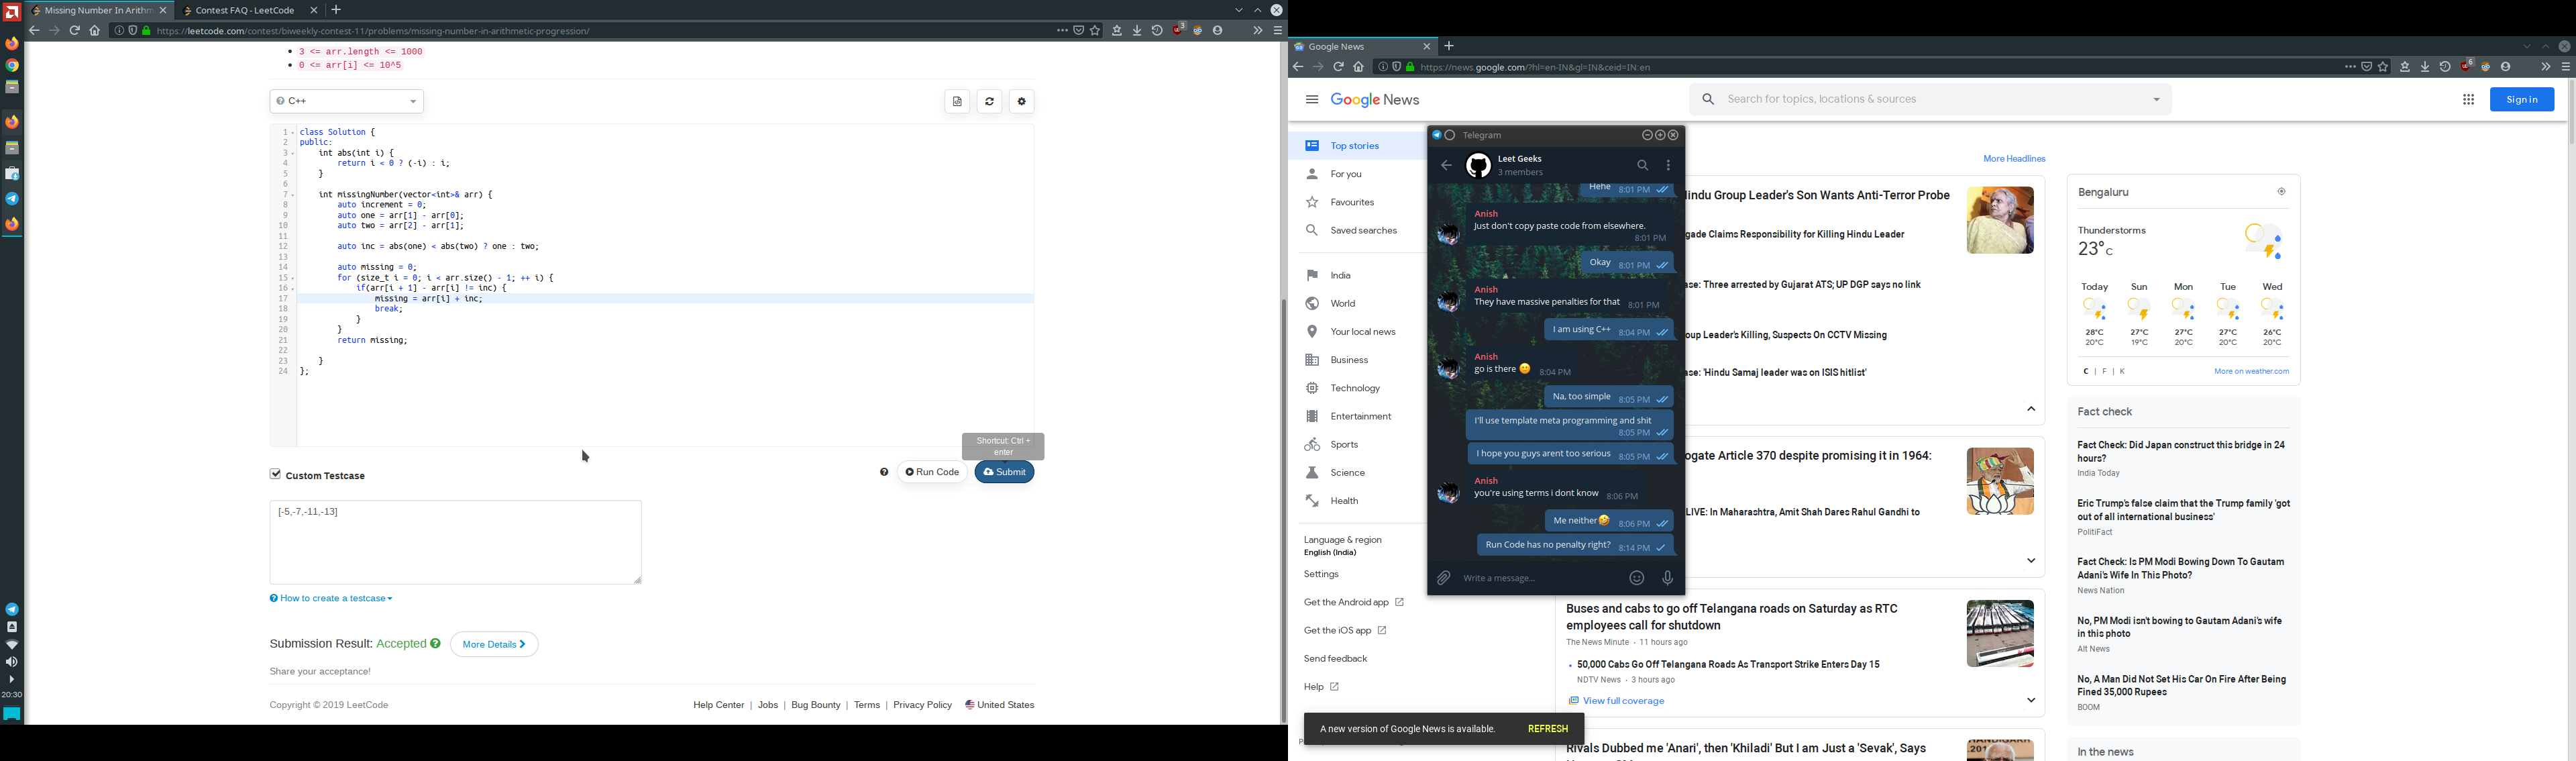 Missing Number In Arithm
Contest FAQ - LeetCode
https://leetcode.com/contest/biweekly-contest-11/problems/missing-number-in-arithmetic-progression/
3
3 <= arr.length <= 1000
0 <= arr[i] <= 10^5
C++
1 class Solution {
2 public:
3 int abs(int i) {
4 return i < 0 ? (-i) : i;
5 }
6
7 int missingNumber(vector<int>& arr) {
8 auto increment = 0;
9 auto one = arr[1] - arr[0];
10 auto two = arr[2] - arr[1];
11
12 auto inc = abs(one) < abs(two) ? one : two;
13
14 auto missing = 0;
15 for (size_t i = 0; i < arr.size() - 1; ++ i) {
16 if(arr[i + 1] - arr[i] != inc) {
17 missing = arr[i] + inc;
18 break;
19 }
20 }
21 return missing;
22
23 }
24 };
Shortcut: Ctrl +
enter
Custom Testcase
Run Code
Submit
[-5,-7,-11,-13]
How to create a testcase
Submission Result: Accepted
More Details
Share your acceptance!
Copyright © 2019 LeetCode
Help Center | Jobs | Bug Bounty | Terms | Privacy Policy
United States
20:30
Google News
https://news.google.com/?hl=en-IN&gl=IN&ceid=IN:en
6
Google News
Search for topics, locations & sources
Sign in
Top stories
For you
Favourites
Saved searches
India
World
Your local news
Business
Technology
Entertainment
Sports
Science
Health
Language & region
English (India)
Settings
Get the Android app
Get the iOS app
Send feedback
Help
A new version of Google News is available.
REFRESH
Telegram
Leet Geeks
3 members
Hehe 8:01 PM
Anish
Just don't copy paste code from elsewhere.
8:01 PM
Okay 8:01 PM
Anish
They have massive penalties for that 8:01 PM
I am using C++ 8:04 PM
Anish
go is there 🙂 8:04 PM
Na, too simple 8:05 PM
I'll use template meta programming and shit
8:05 PM
I hope you guys arent too serious 8:05 PM
Anish
you're using terms i dont know 8:06 PM
Me neither🤣 8:06 PM
Run Code has no penalty right? 8:14 PM
Write a message...
More Headlines
Hindu Group Leader's Son Wants Anti-Terror Probe
gade Claims Responsibility for Killing Hindu Leader
ase: Three arrested by Gujarat ATS; UP DGP says no link
oup Leader's Killing, Suspects On CCTV Missing
ase: 'Hindu Samaj leader was on ISIS hitlist'
ogate Article 370 despite promising it in 1964:
LIVE: In Maharashtra, Amit Shah Dares Rahul Gandhi to
Buses and cabs to go off Telangana roads on Saturday as RTC
employees call for shutdown
The News Minute · 11 hours ago
50,000 Cabs Go Off Telangana Roads As Transport Strike Enters Day 15
NDTV News · 3 hours ago
View full coverage
Rivals Dubbed me 'Anari', then 'Khiladi' But I am Just a 'Sevak', Says
Bengaluru
Thunderstorms
23°C
Today Sun Mon Tue Wed
28°C 27°C 27°C 27°C 26°C
20°C 19°C 20°C 20°C 20°C
C | F | K
More on weather.com
Fact check
Fact Check: Did Japan construct this bridge in 24
hours?
India Today
Eric Trump's false claim that the Trump family 'got
out of all international business'
PolitiFact
Fact Check: Is PM Modi Bowing Down To Gautam
Adani's Wife In This Photo?
News Nation
No, PM Modi isn't bowing to Gautam Adani's wife
in this photo
Alt News
No, A Man Did Not Set His Car On Fire After Being
Fined 35,000 Rupees
BOOM
In the news